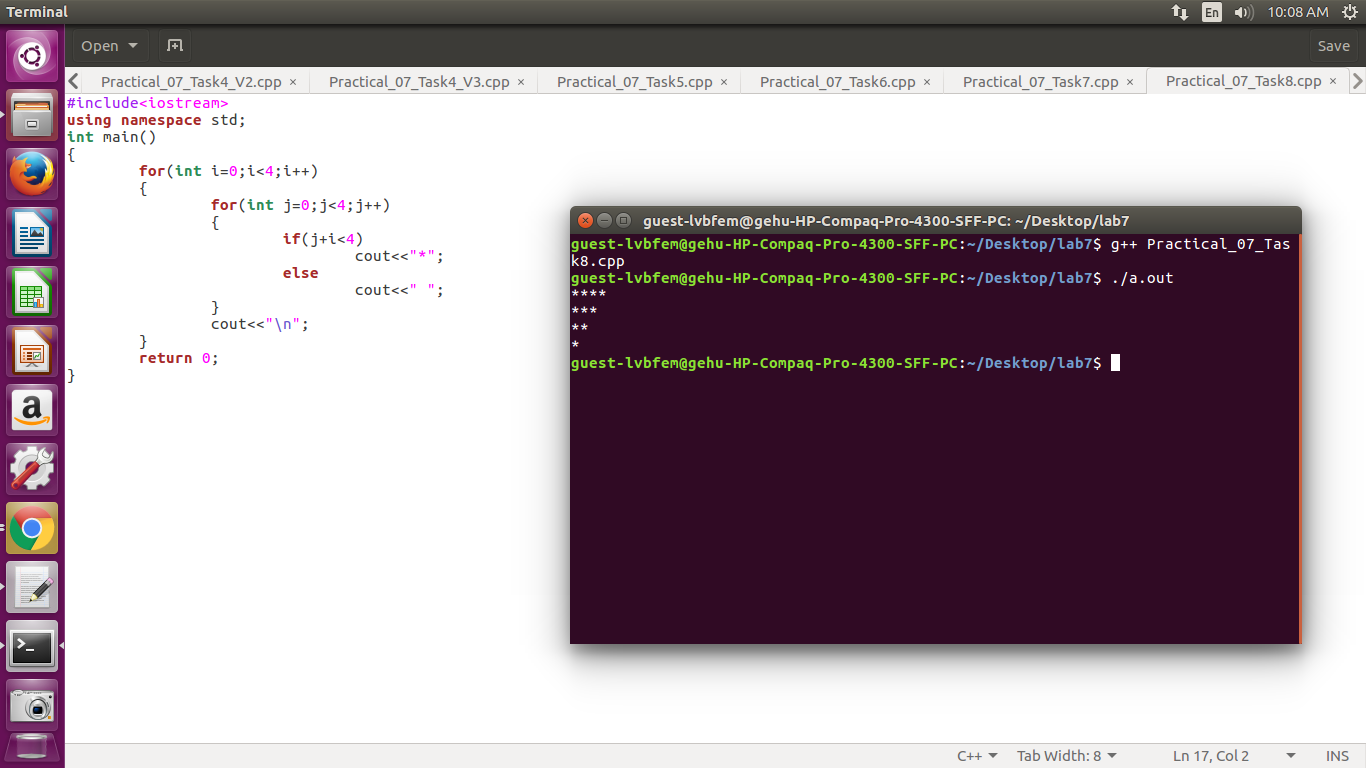 Terminal
En
10:08 AM
Open
Save
Practical_07_Task4_V2.cpp × Practical_07_Task4_V3.cpp × Practical_07_Task5.cpp × Practical_07_Task6.cpp × Practical_07_Task7.cpp × Practical_07_Task8.cpp ×
#include<iostream>
using namespace std;
int main()
{
for(int i=0;i<4;i++)
{
for(int j=0;j<4;j++)
{
if(j+i<4)
cout<<"*";
else
cout<<" ";
}
cout<<"\n";
}
return 0;
}
guest-lvbfem@gehu-HP-Compaq-Pro-4300-SFF-PC: ~/Desktop/lab7
guest-lvbfem@gehu-HP-Compaq-Pro-4300-SFF-PC:~/Desktop/lab7$ g++ Practical_07_Tas
k8.cpp
guest-lvbfem@gehu-HP-Compaq-Pro-4300-SFF-PC:~/Desktop/lab7$ ./a.out
****
***
**
*
guest-lvbfem@gehu-HP-Compaq-Pro-4300-SFF-PC:~/Desktop/lab7$
a
>_
C++ Tab Width: 8 Ln 17, Col 2 INS